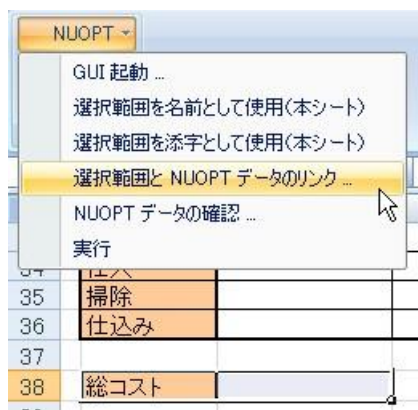 NUOPT
GUI 起動 ...
選択範囲を名前として使用(本シート)
選択範囲を添字として使用(本シート)
選択範囲と NUOPT データのリンク ...
NUOPT データの確認 ...
実行
35 掃除
36 仕込み
37
38 総コスト